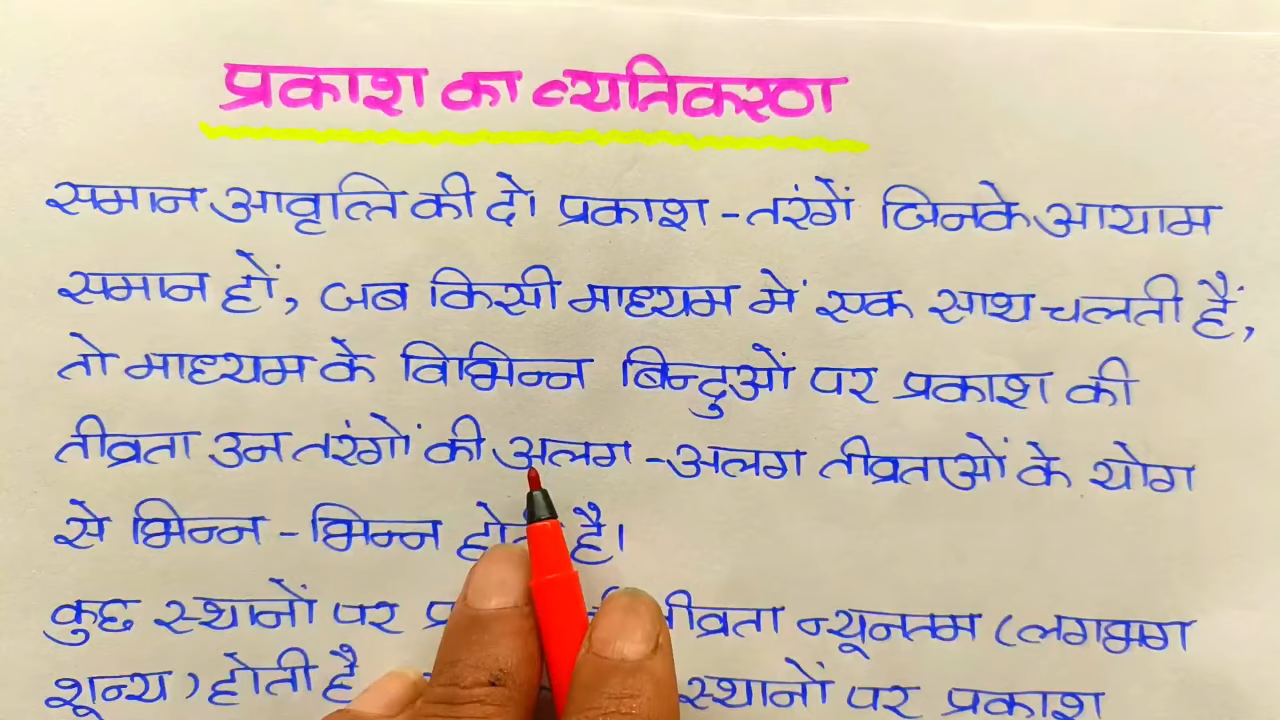 प्रकाश का व्यतिकरण
समान आवृत्ति की दो प्रकाश-तरंगें जिनके आयाम
समान हों, जब किसी माध्यम में एक साथ चलती हैं,
तो माध्यम के विभिन्न बिन्दुओं पर प्रकाश की
तीव्रता उन तरंगों की अलग-अलग तीव्रताओं के योग
से भिन्न-भिन्न है।
कुछ स्थानों पर तीव्रता न्यूनतम (लगभग
शून्य) होती है स्थानों पर प्रकाश